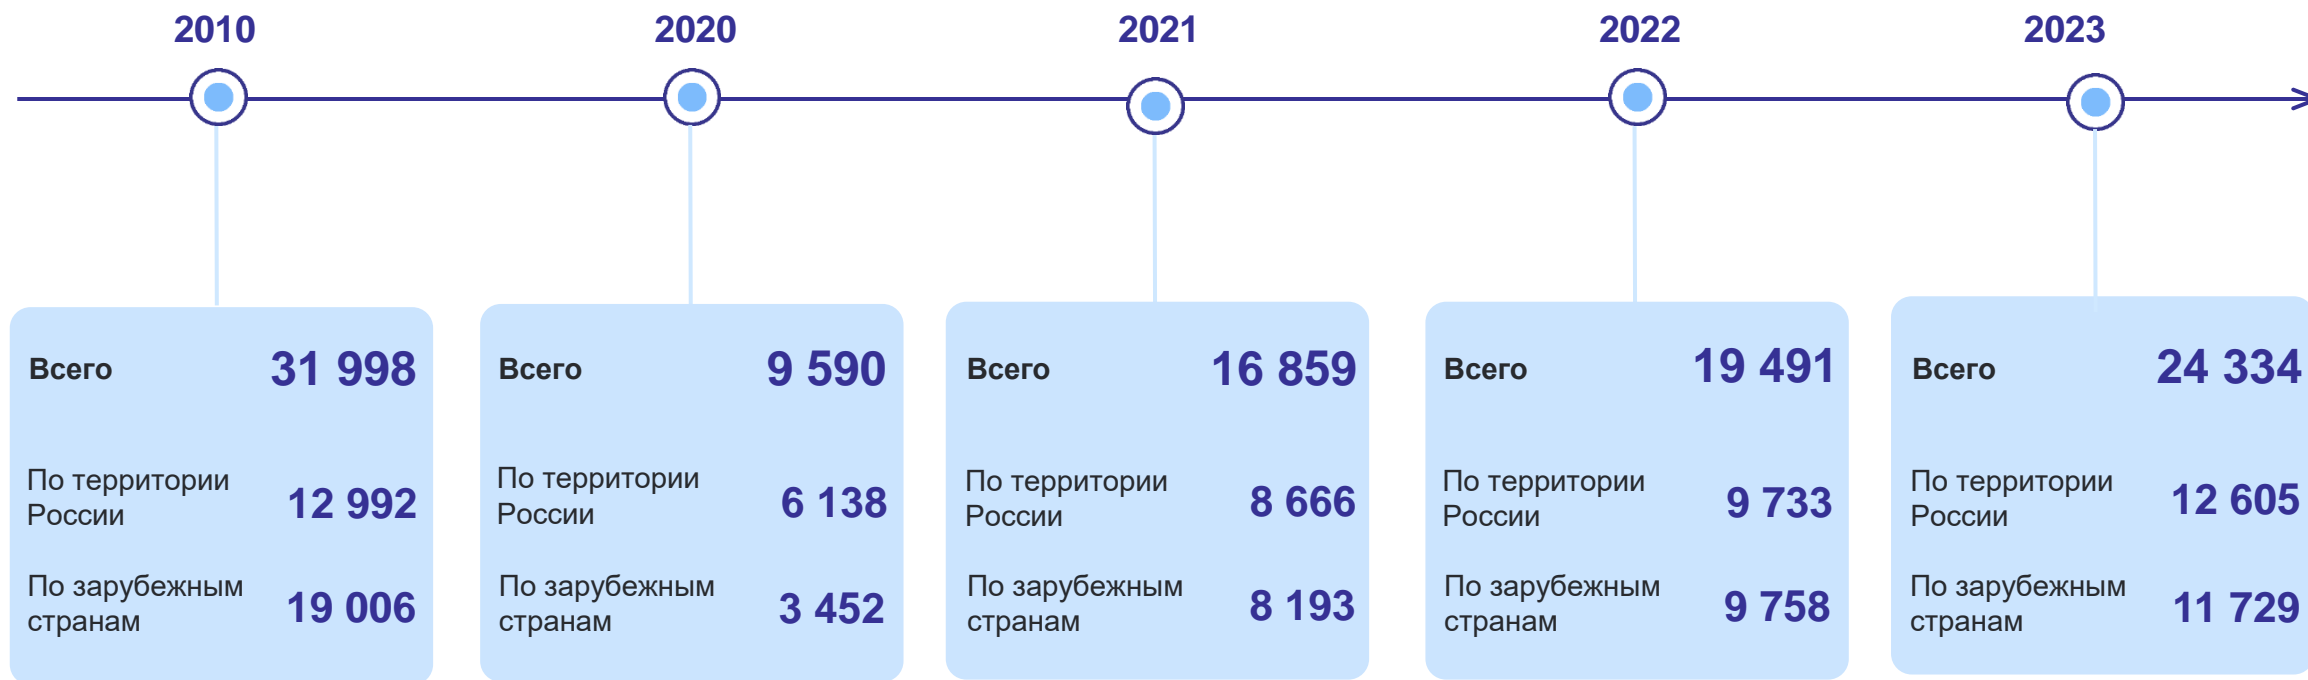 2010
2020
2021
2022
2023
Всего 31 998
По территории
России 12 992
По зарубежным
странам 19 006
Всего 9 590
По территории
России 6 138
По зарубежным
странам 3 452
Всего 16 859
По территории
России 8 666
По зарубежным
странам 8 193
Всего 19 491
По территории
России 9 733
По зарубежным
странам 9 758
Всего 24 334
По территории
России 12 605
По зарубежным
странам 11 729